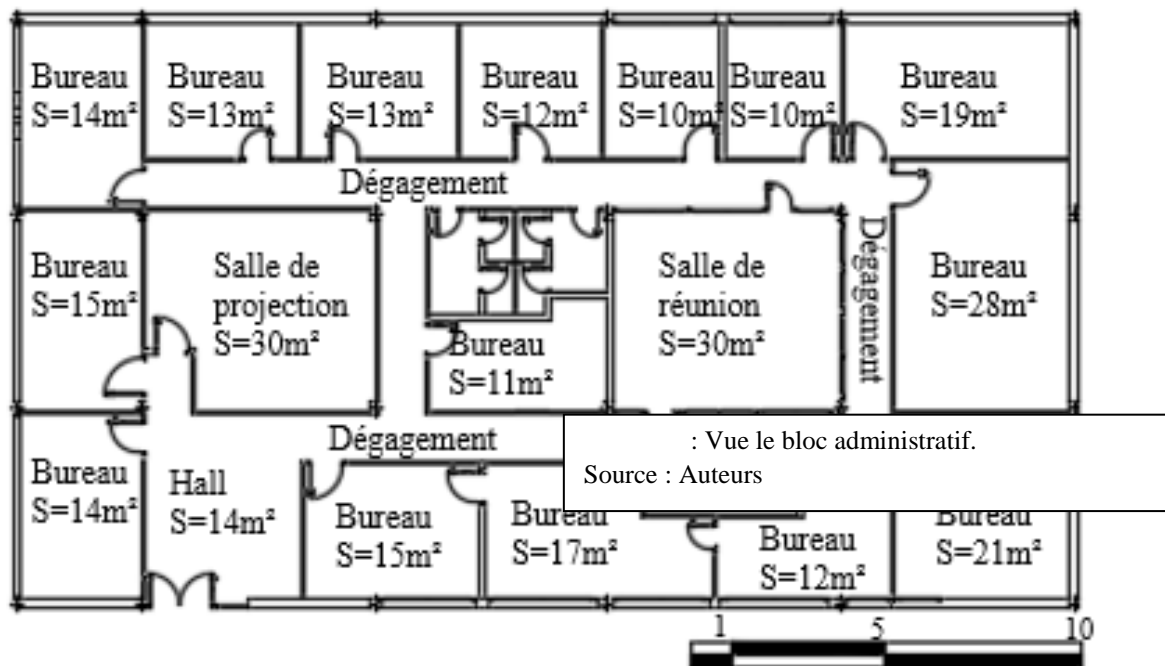 Bureau
S=14m²
Bureau
S=13m²
Bureau
S=13m²
Bureau
S=12m²
Bureau
S=10m²
Bureau
S=10m²
Bureau
S=19m²
Dégagement
Bureau
S=15m²
Salle de
projection
S=30m²
Bureau
S=11m²
Salle de
réunion
S=30m²
Dégagement
Bureau
S=28m²
Dégagement
: Vue le bloc administratif.
Source : Auteurs
Bureau
S=14m²
Hall
S=14m²
Bureau
S=15m²
Bureau
S=17m²
Bureau
S=12m²
Bureau
S=21m²
1 5 10